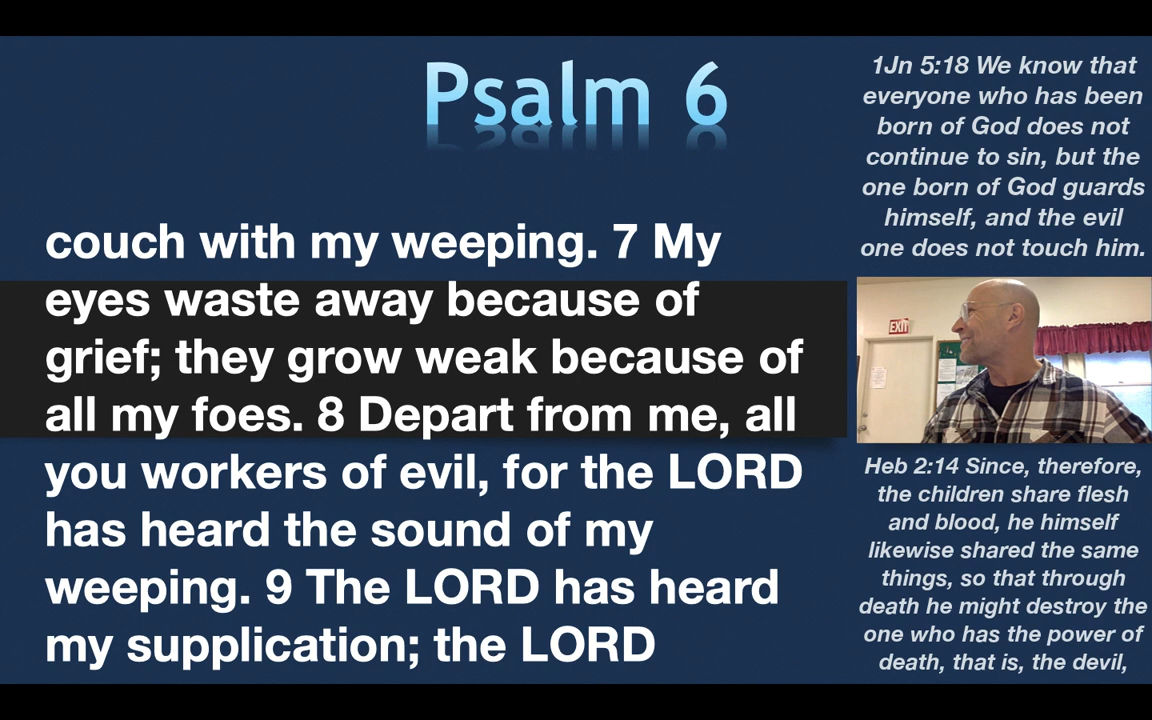 Psalm 6
couch with my weeping. 7 My
eyes waste away because of
grief; they grow weak because of
all my foes. 8 Depart from me, all
you workers of evil, for the LORD
has heard the sound of my
weeping. 9 The LORD has heard
my supplication; the LORD
1Jn 5:18 We know that
everyone who has been
born of God does not
continue to sin, but the
one born of God guards
himself, and the evil
one does not touch him.
EXIT
Heb 2:14 Since, therefore,
the children share flesh
and blood, he himself
likewise shared the same
things, so that through
death he might destroy the
one who has the power of
death, that is, the devil,